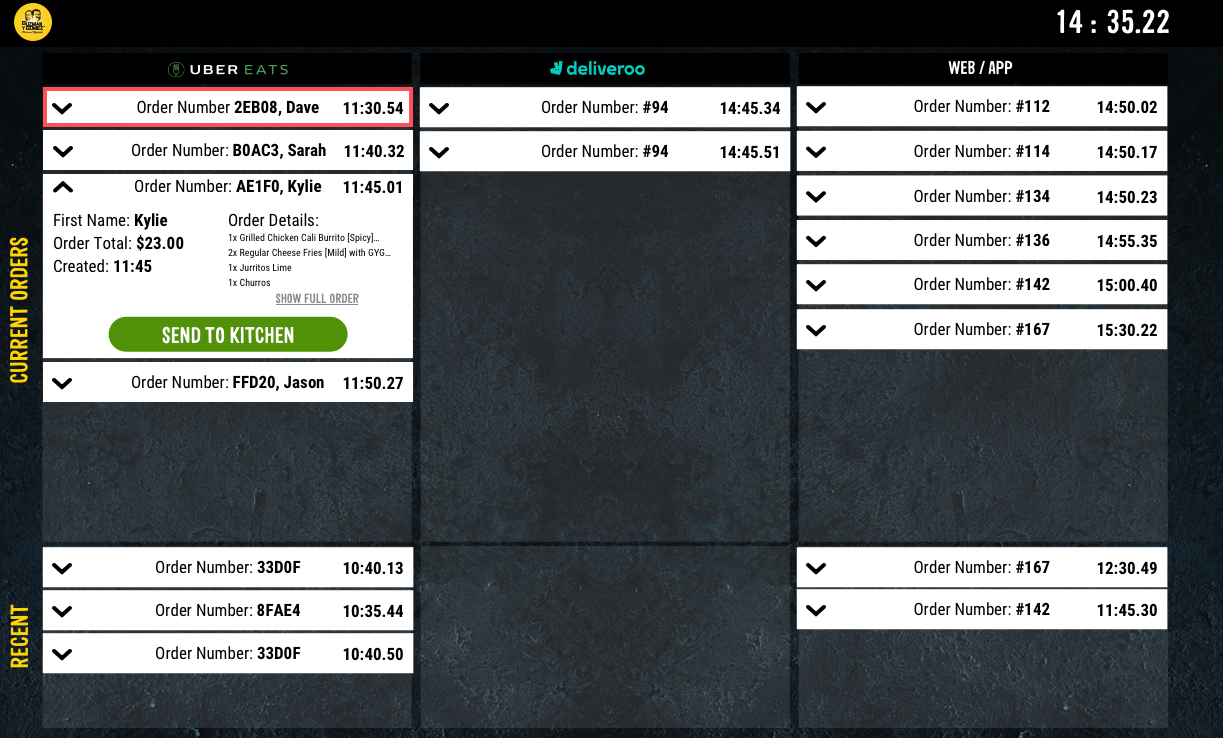 GUZMAN
Y GOMEZ
14 : 35.22
UBER EATS
deliveroo
WEB / APP
CURRENT ORDERS
Order Number 2EB08, Dave 11:30.54
Order Number: B0AC3, Sarah 11:40.32
Order Number: AE1F0, Kylie 11:45.01
First Name: Kylie
Order Total: $23.00
Created: 11:45
Order Details:
1x Grilled Chicken Cali Burrito [Spicy]...
2x Regular Cheese Fries [Mild] with GYG...
1x Jurritos Lime
1x Churros
SHOW FULL ORDER
SEND TO KITCHEN
Order Number: FFD20, Jason 11:50.27
Order Number: #94 14:45.34
Order Number: #94 14:45.51
Order Number: #112 14:50.02
Order Number: #114 14:50.17
Order Number: #134 14:50.23
Order Number: #136 14:55.35
Order Number: #142 15:00.40
Order Number: #167 15:30.22
RECENT
Order Number: 33D0F 10:40.13
Order Number: 8FAE4 10:35.44
Order Number: 33D0F 10:40.50
Order Number: #167 12:30.49
Order Number: #142 11:45.30